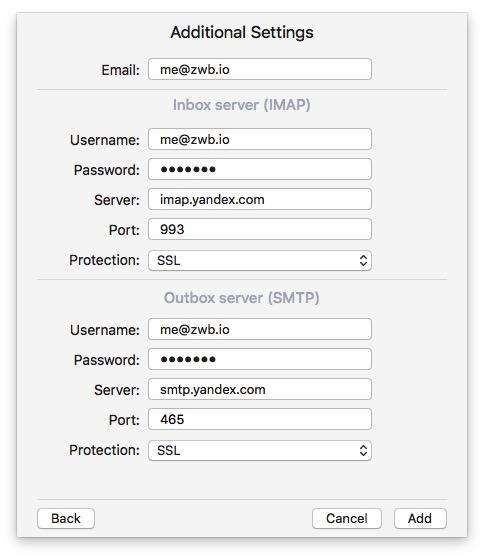 Additional Settings
Email: me@zwb.io
Inbox server (IMAP)
Username: me@zwb.io
Password: •••••••
Server: imap.yandex.com
Port: 993
Protection: SSL
Outbox server (SMTP)
Username: me@zwb.io
Password: •••••••
Server: smtp.yandex.com
Port: 465
Protection: SSL
Back Cancel Add